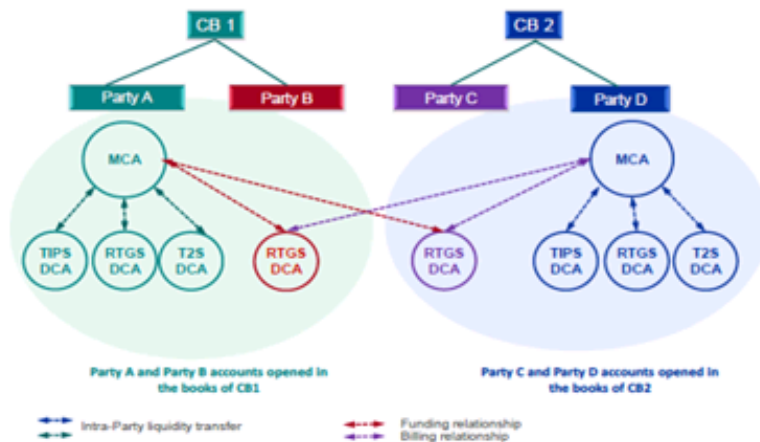 CB 1
CB 2
Party A
Party B
Party C
Party D
MCA
MCA
TIPS
DCA
RTGS
DCA
T2S
DCA
RTGS
DCA
RTGS
DCA
TIPS
DCA
RTGS
DCA
T2S
DCA
Party A and Party B accounts opened in
the books of CB1
Party C and Party D accounts opened in
the books of CB2
Intra-Party liquidity transfer
Funding relationship
Billing relationship